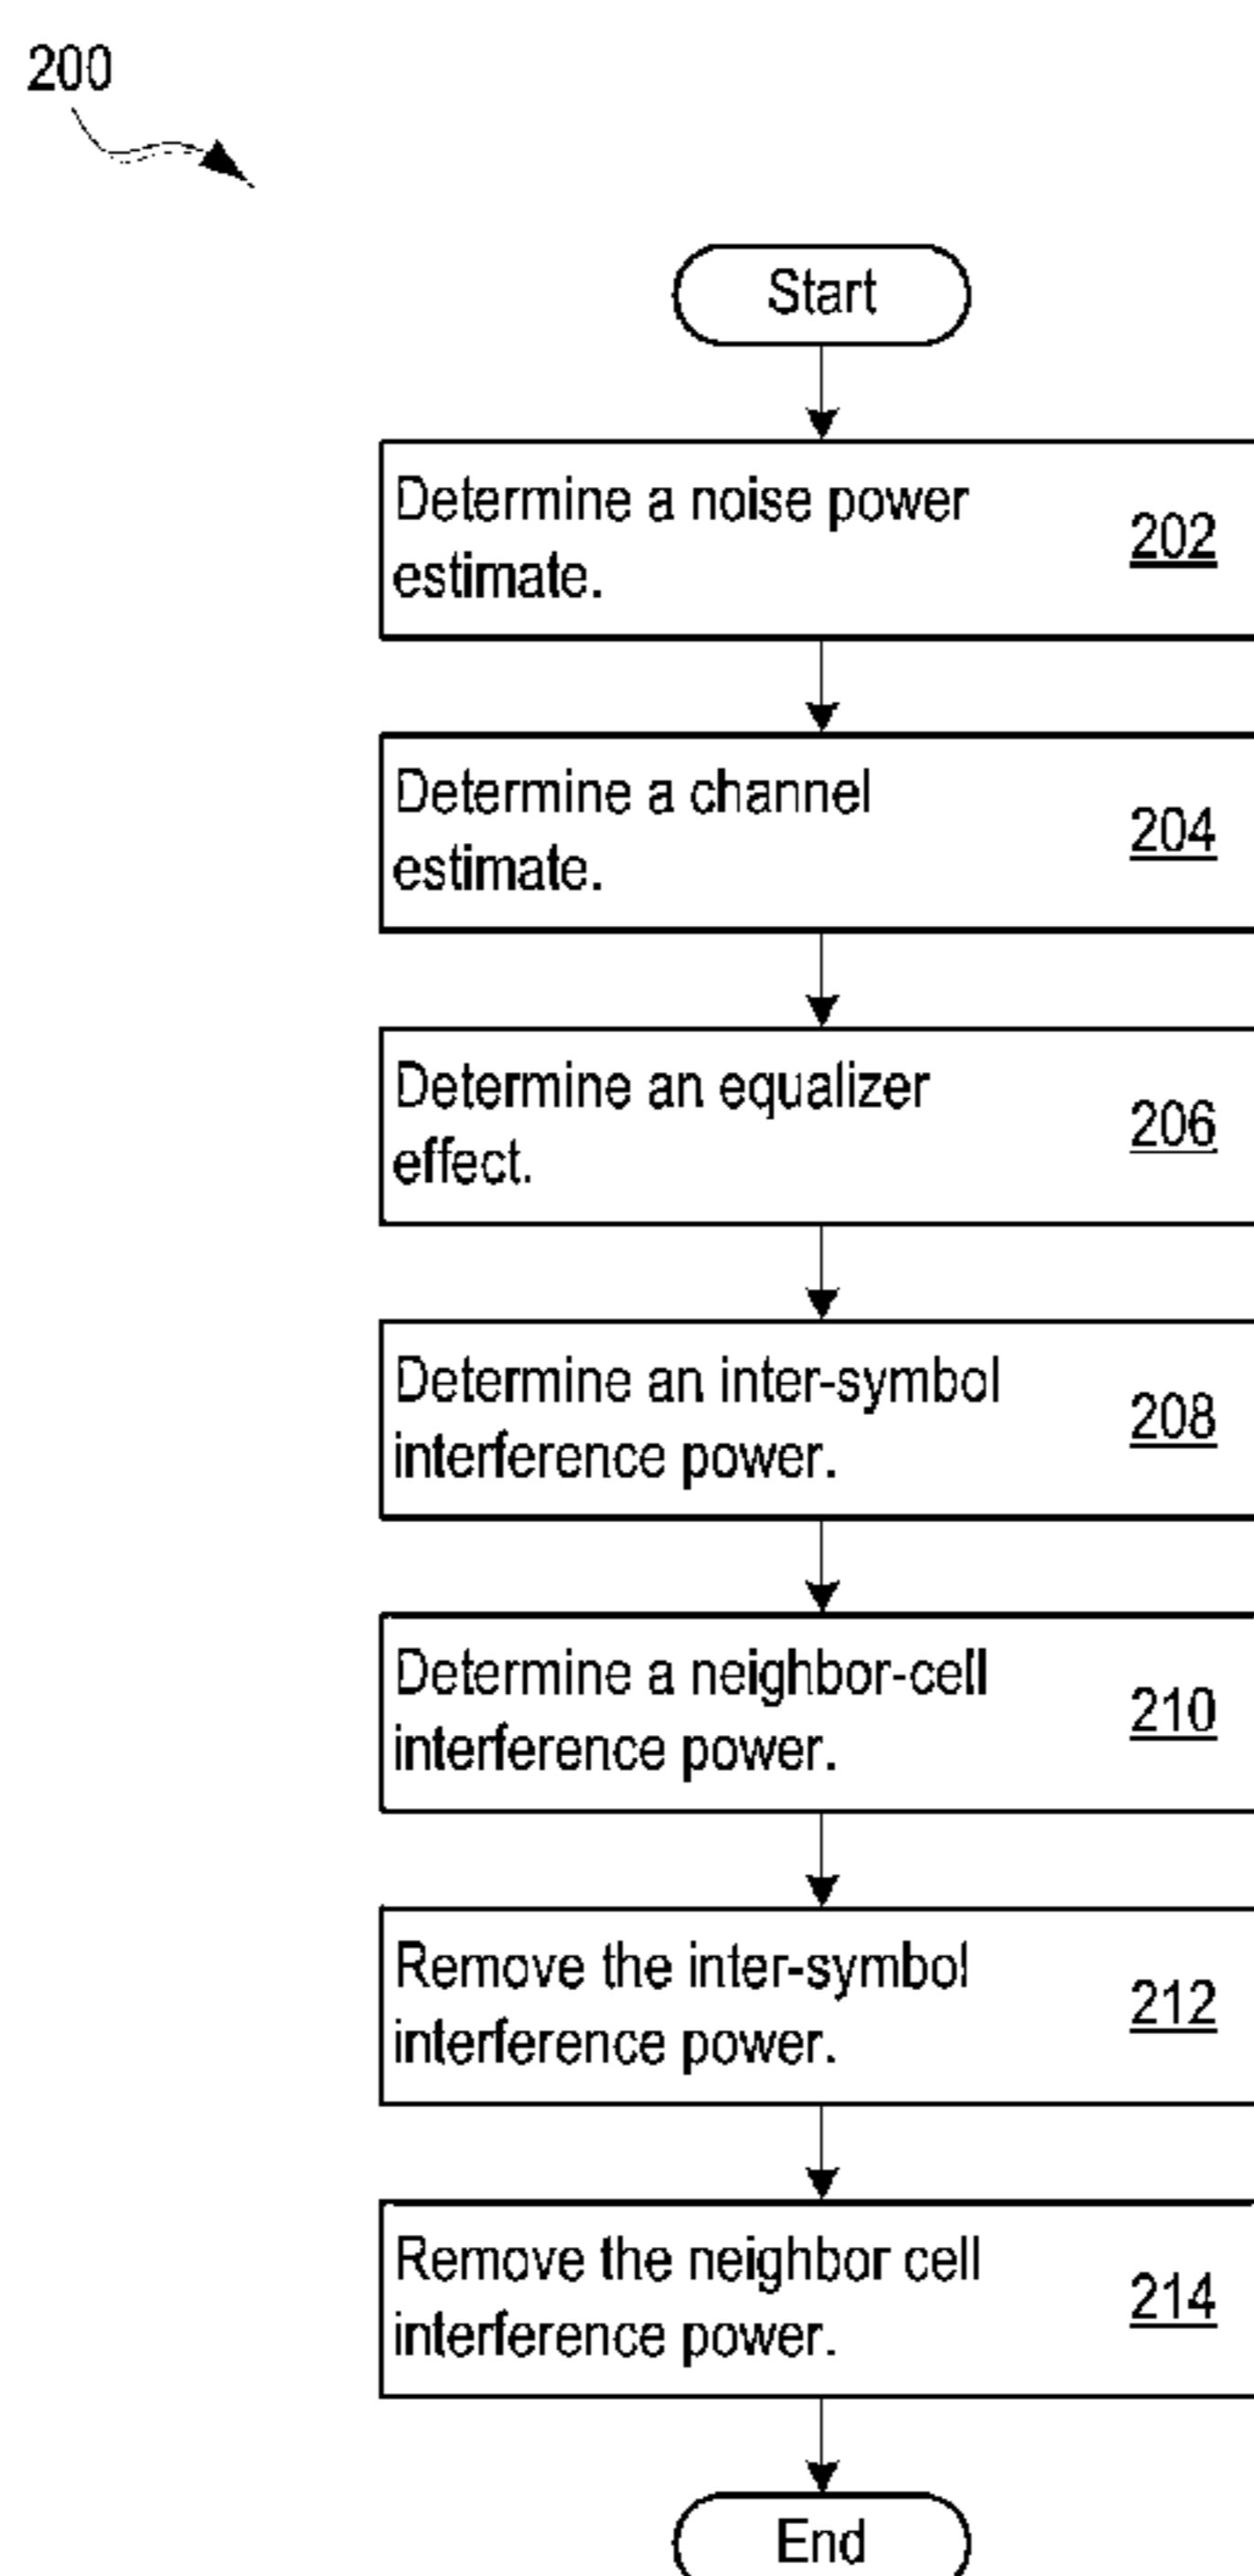 200
Start
Determine a noise power
estimate.
202
Determine a channel
estimate.
204
Determine an equalizer
effect.
206
Determine an inter-symbol
interference power.
208
Determine a neighbor-cell
interference power.
210
Remove the inter-symbol
interference power.
212
Remove the neighbor cell
interference power.
214
End